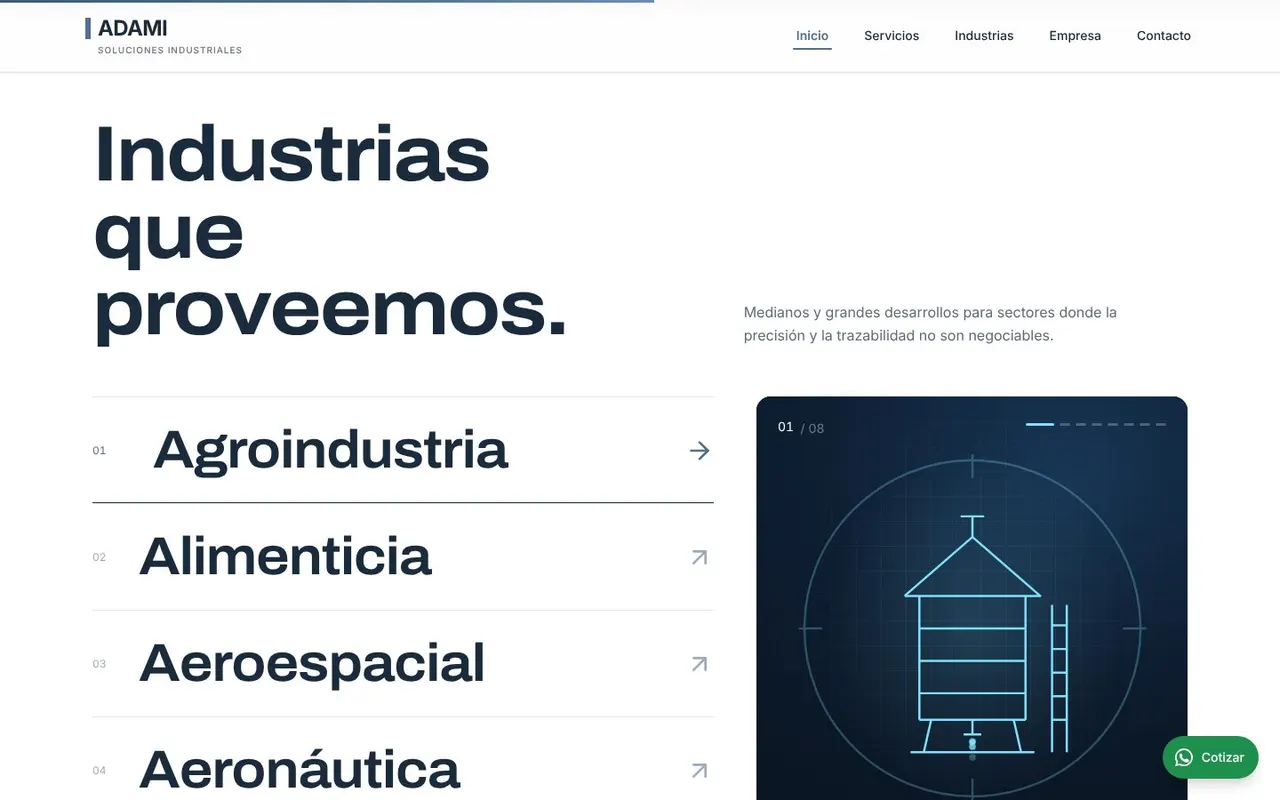 ADAMI
SOLUCIONES INDUSTRIALES
Inicio
Servicios
Industrias
Empresa
Contacto
Industrias
que
proveemos.
Medianos y grandes desarrollos para sectores donde la
precisión y la trazabilidad no son negociables.
01
Agroindustria
02
Alimenticia
03
Aeroespacial
04
Aeronáutica
01 / 08
Cotizar